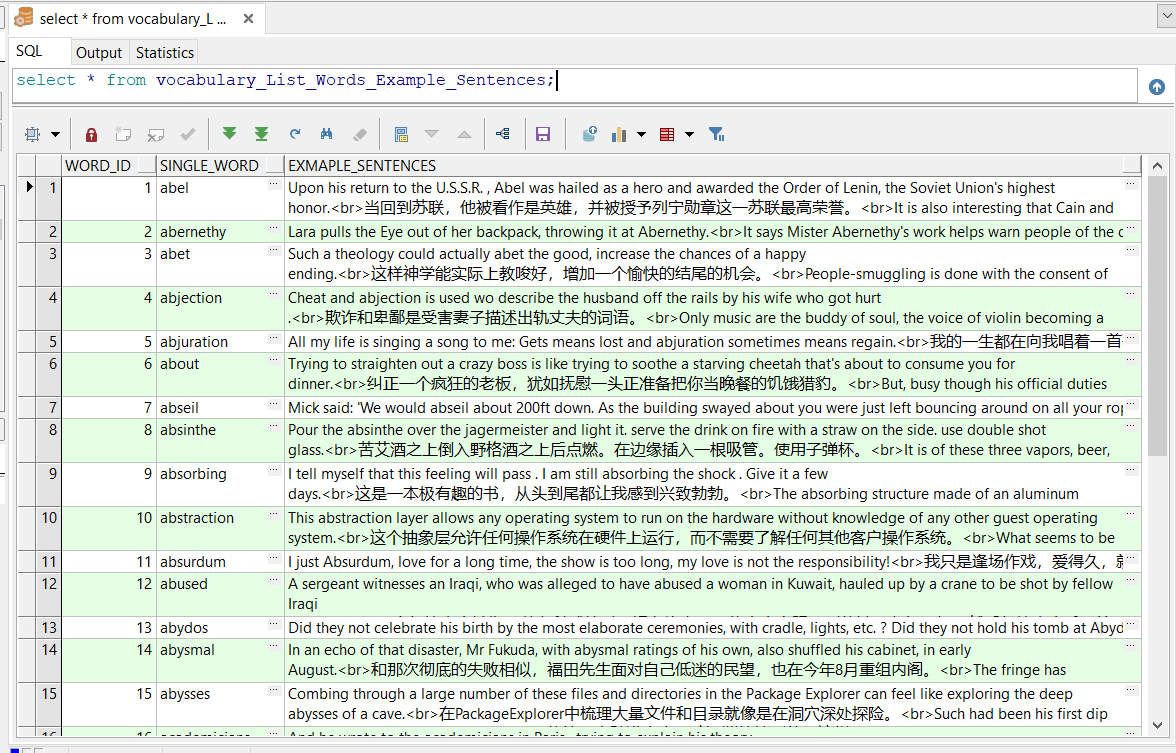 select * from vocabulary_L ...
SQL
Output
Statistics
select * from vocabulary_List_Words_Example_Sentences;
WORD_ID SINGLE_WORD EXMAPLE_SENTENCES
1 1 abel Upon his return to the U.S.S.R. , Abel was hailed as a hero and awarded the Order of Lenin, the Soviet Union's highest
honor.<br>当回到苏联，他被看作是英雄，并被授予列宁勋章这一苏联最高荣誉。<br>It is also interesting that Cain and
2 2 abernethy Lara pulls the Eye out of her backpack, throwing it at Abernethy.<br>It says Mister Abernethy's work helps warn people of the
3 3 abet Such a theology could actually abet the good, increase the chances of a happy
ending.<br>这样神学能实际上教唆好，增加一个愉快的结尾的机会。<br>People-smuggling is done with the consent of
4 4 abjection Cheat and abjection is used wo describe the husband off the rails by his wife who got hurt
.<br>欺诈和卑鄙是受害妻子描述出轨丈夫的词语。<br>Only music are the buddy of soul, the voice of violin becoming a
5 5 abjuration All my life is singing a song to me: Gets means lost and abjuration sometimes means regain.<br>我的一生都在向我唱着一首
6 6 about Trying to straighten out a crazy boss is like trying to soothe a starving cheetah that's about to consume you for
dinner.<br>纠正一个疯狂的老板，犹如抚慰一头正准备把你当晚餐的饥饿猎豹。<br>But, busy though his official duties
7 7 abseil Mick said: 'We would abseil about 200ft down. As the building swayed about you were just left bouncing around on all your
8 8 absinthe Pour the absinthe over the jagermeister and light it. serve the drink on fire with a straw on the side. use double shot
glass.<br>苦艾酒之上倒入野格酒之上后点燃。在边缘插入一根吸管。使用子弹杯。<br>It is of these three vapors, beer,
9 9 absorbing I tell myself that this feeling will pass . I am still absorbing the shock . Give it a few
days.<br>这是一本极有趣的书，从头到尾都让我感到兴致勃勃。<br>The absorbing structure made of an aluminum
10 10 abstraction This abstraction layer allows any operating system to run on the hardware without knowledge of any other guest operating
system.<br>这个抽象层允许任何操作系统在硬件上运行，而不需要了解任何其他客户操作系统。<br>What seems to be
11 11 absurdum I just Absurdum, love for a long time, the show is too long, my love is not the responsibility!<br>我只是逢场作戏，爱得久，
12 12 abused A sergeant witnesses an Iraqi, who was alleged to have abused a woman in Kuwait, hauled up by a crane to be shot by fellow
Iraqi
13 13 abydos Did they not celebrate his birth by the most elaborate ceremonies, with cradle, lights, etc. ? Did they not hold his tomb at Abyd
14 14 abysmal In an echo of that disaster, Mr Fukuda, with abysmal ratings of his own, also shuffled his cabinet, in early
August.<br>和那次彻底的失败相似，福田先生面对自己低迷的民望，也在今年8月重组内阁。<br>The fringe has
15 15 abysses Combing through a large number of these files and directories in the Package Explorer can feel like exploring the deep
abysses of a cave.<br>在PackageExplorer中梳理大量文件和目录就像是在洞穴深处探险。<br>Such had been his first dip